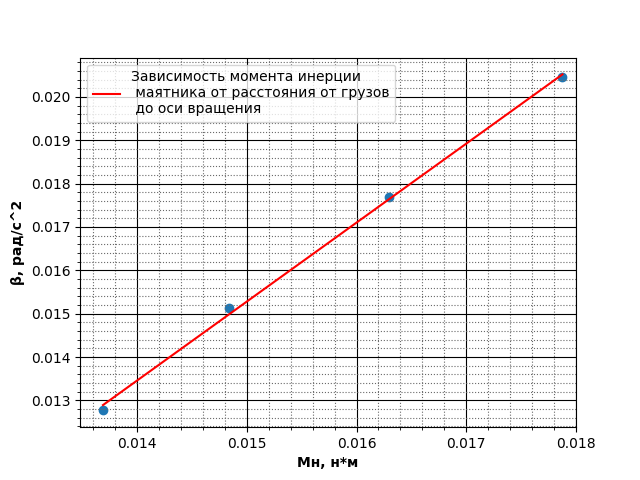 Зависимость момента инерции
маятника от расстояния от грузов
до оси вращения
0.020
0.019
0.018
0.017
0.016
0.015
0.014
0.013
β, рад/с^2
0.014 0.015 0.016 0.017 0.018
Мн, н*м